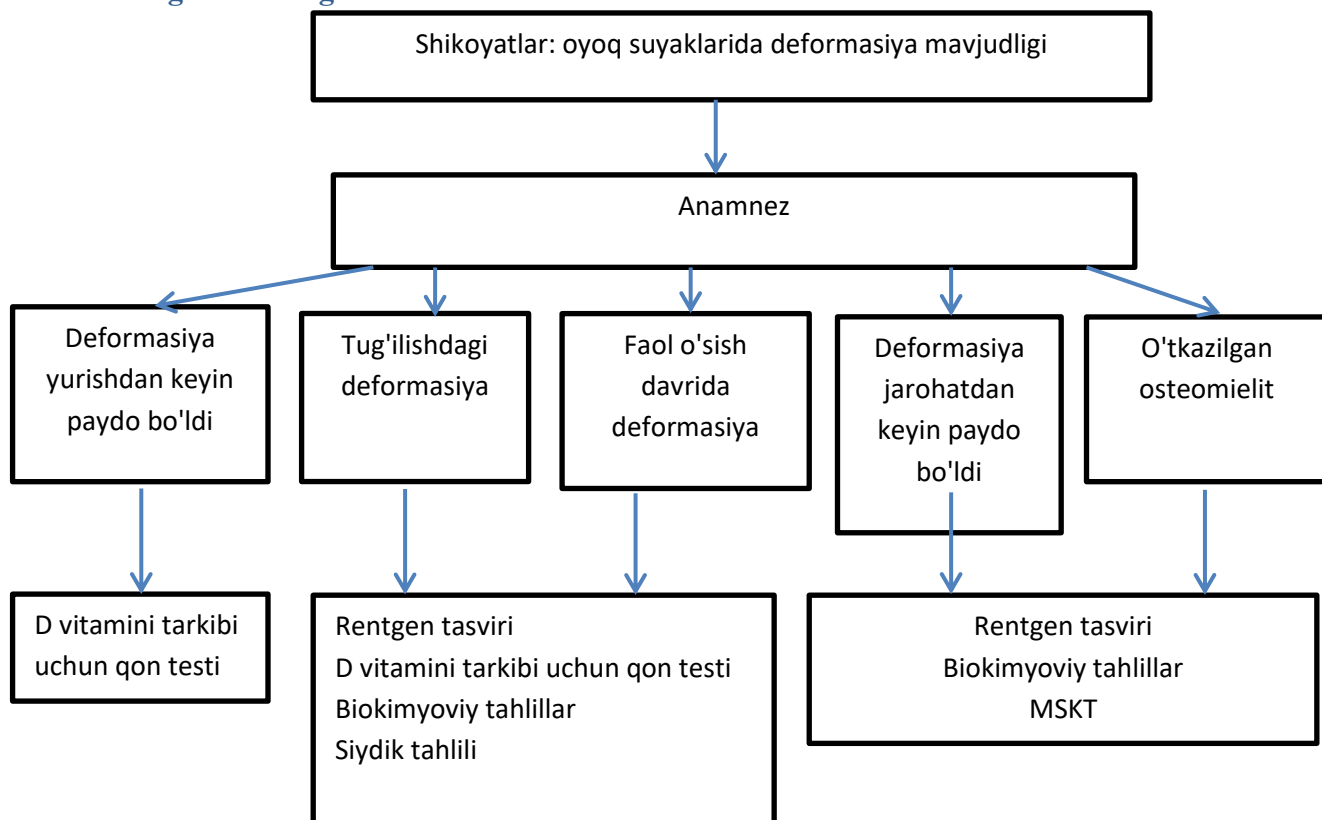 Shikoyatlar: oyoq suyaklarida deformasiya mavjudligi
Anamnez
Deformasiya
yurishdan keyin
paydo bo'ldi
Tug'ilishdagi
deformasiya
Faol o'sish
davrida
deformasiya
Deformasiya
jarohatdan
keyin paydo
bo'ldi
O'tkazilgan
osteomielit
D vitamini tarkibi
uchun qon testi
Rentgen tasviri
D vitamini tarkibi uchun qon testi
Biokimyoviy tahlillar
Siydik tahlili
Rentgen tasviri
Biokimyoviy tahlillar
MSKT